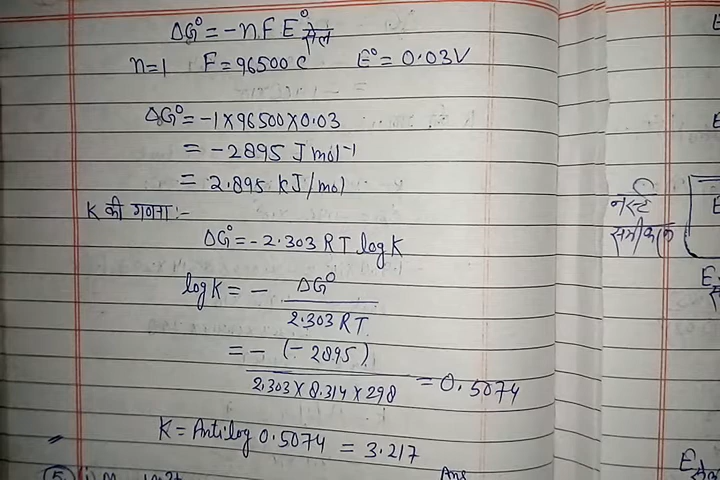 ΔG° = -nFE° सेल
n=1 F = 96500 C E° = 0.03V
ΔG° = -1×96500×0.03
= -2895 J mol⁻¹
= 2.895 kJ/mol
K की गणना:-
ΔG° = -2.303 RT log K
log K = - ΔG°
2.303 RT
= - (-2895)
2.303 × 8.314 × 298 = 0.5074
K = Antilog 0.5074 = 3.217
Ans
5. (i)
नर्स्ट
समीकरण
E